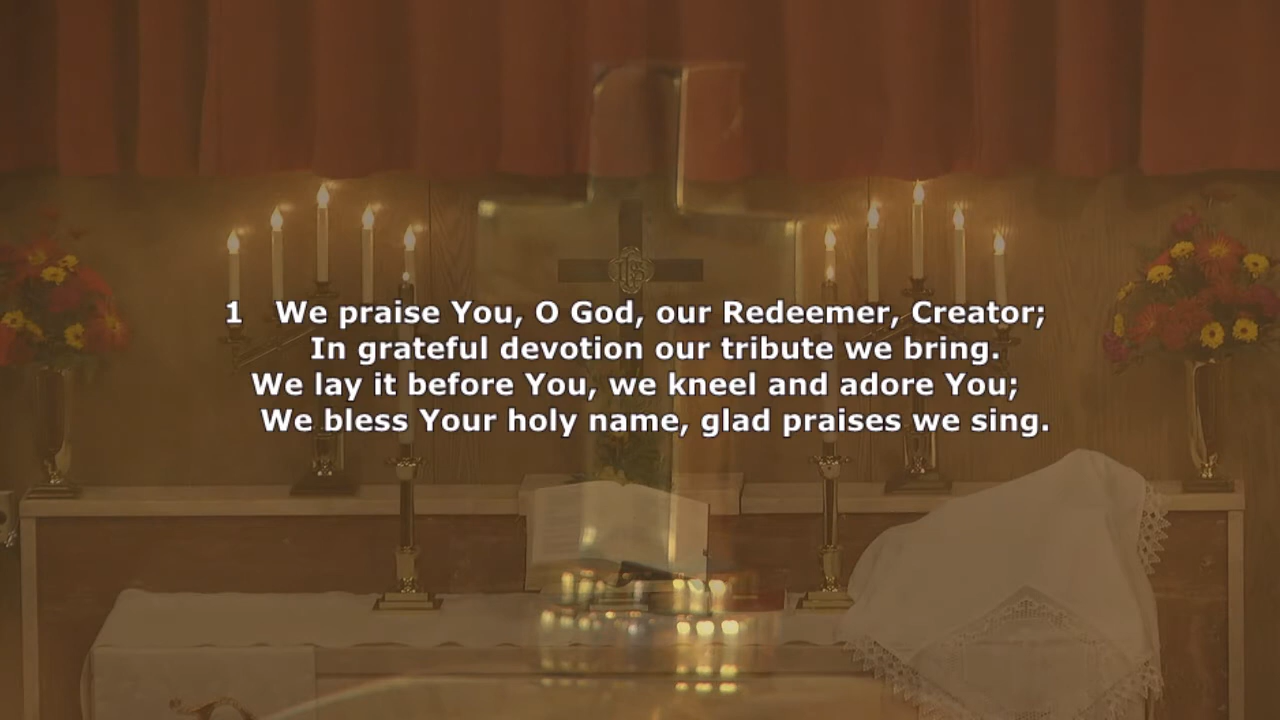 1 We praise You, O God, our Redeemer, Creator;
In grateful devotion our tribute we bring.
We lay it before You, we kneel and adore You;
We bless Your holy name, glad praises we sing.